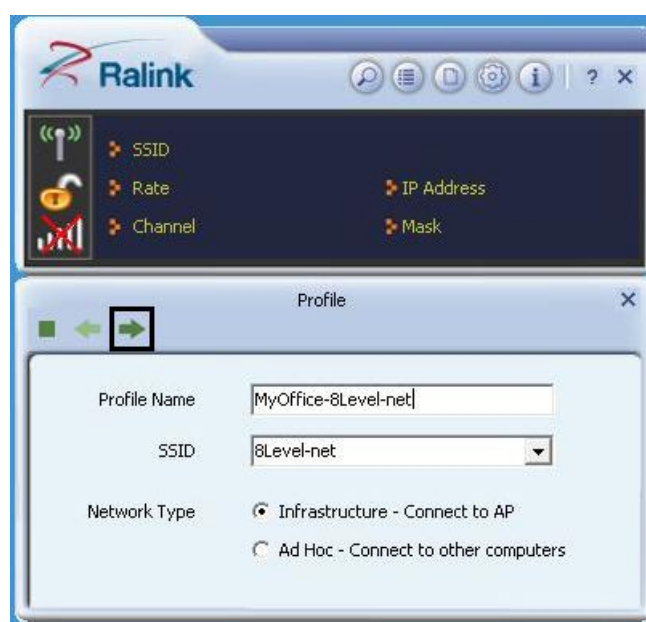 Ralink
? ×
SSID
Rate IP Address
Channel Mask
Profile ×
Profile Name MyOffice-8Level-net
SSID 8Level-net
Network Type Infrastructure - Connect to AP
Ad Hoc - Connect to other computers